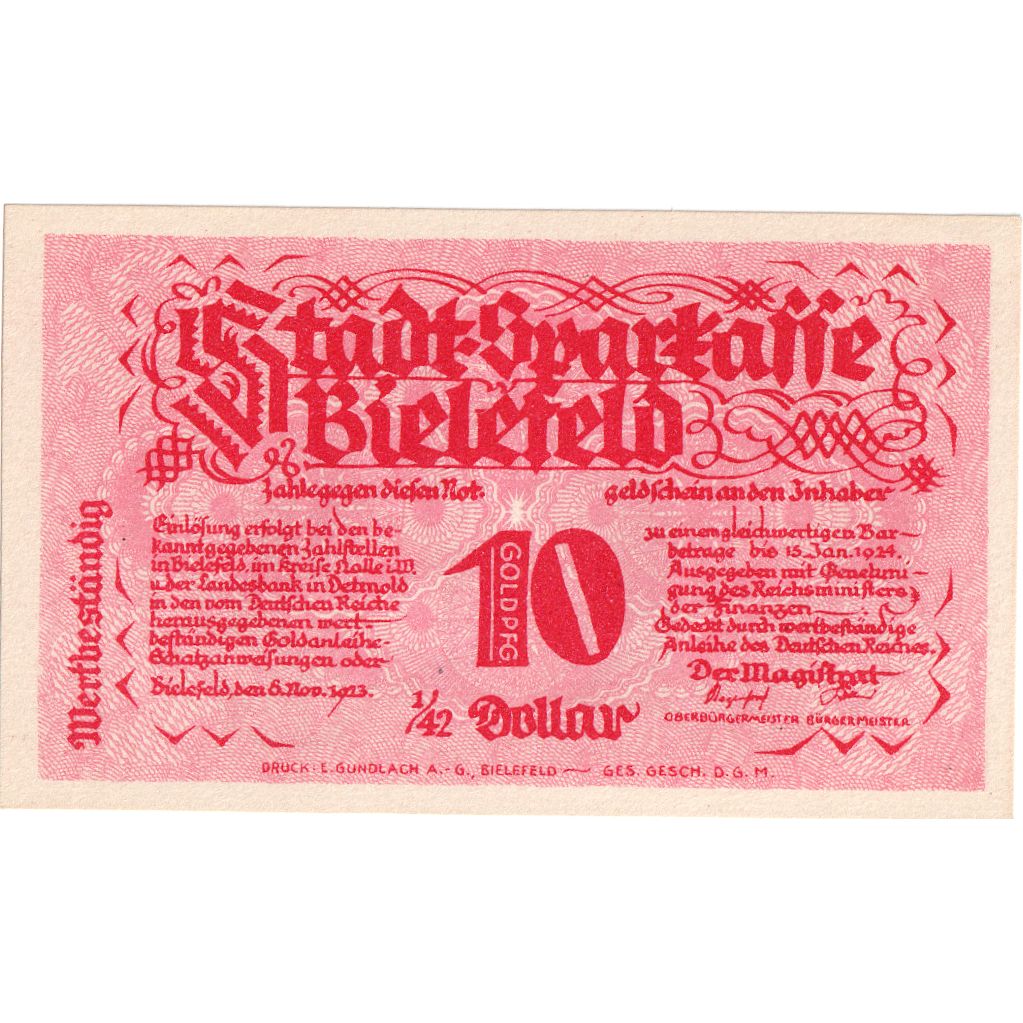 Stadt-Sparkasse
Bielefeld
zahle gegen diesen Not-
geldschein an den Inhaber
Wertbeständig
Einlösung erfolgt bei den be-
kanntgegebenen Zahlstellen
in Bielefeld, im Kreise Halle i.W.
u. der Landesbank in Detmold
in den vom Deutschen Reiche
herausgegebenen wert-
beständigen Goldanleihe-
Schatzanweisungen oder
Bielefeld, den 8. Nov. 1923.
10
GOLDPFG
1/42 Dollar
zu einem gleichwertigen Bar-
betrage bis 15. Jan. 1924.
Ausgegeben mit Genehmi-
gung des Reichsministers
der Finanzen
Gedeckt durch wertbeständige
Anleihe des Deutschen Reiches.
Der Magistrat
OBERBÜRGERMEISTER BÜRGERMEISTER
DRUCK: E. GUNDLACH A.-G., BIELEFELD — GES. GESCH. D. G. M.